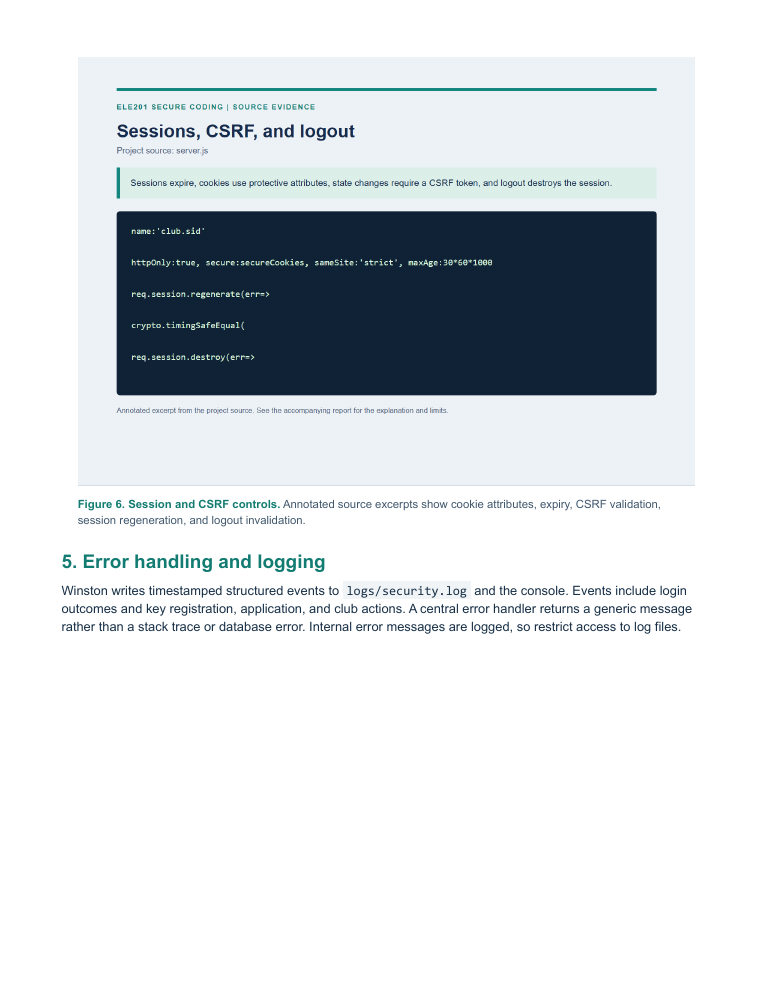 ELE201 SECURE CODING | SOURCE EVIDENCE
Sessions, CSRF, and logout
Project source: server.js
Sessions expire, cookies use protective attributes, state changes require a CSRF token, and logout destroys the session.
name:'club.sid'
httpOnly:true, secure:secureCookies, sameSite:'strict', maxAge:30*60*1000
req.session.regenerate(err=>
crypto.timingSafeEqual(
req.session.destroy(err=>
Annotated excerpt from the project source. See the accompanying report for the explanation and limits.
Figure 6. Session and CSRF controls. Annotated source excerpts show cookie attributes, expiry, CSRF validation,
session regeneration, and logout invalidation.
5. Error handling and logging
Winston writes timestamped structured events to logs/security.log and the console. Events include login
outcomes and key registration, application, and club actions. A central error handler returns a generic message
rather than a stack trace or database error. Internal error messages are logged, so restrict access to log files.